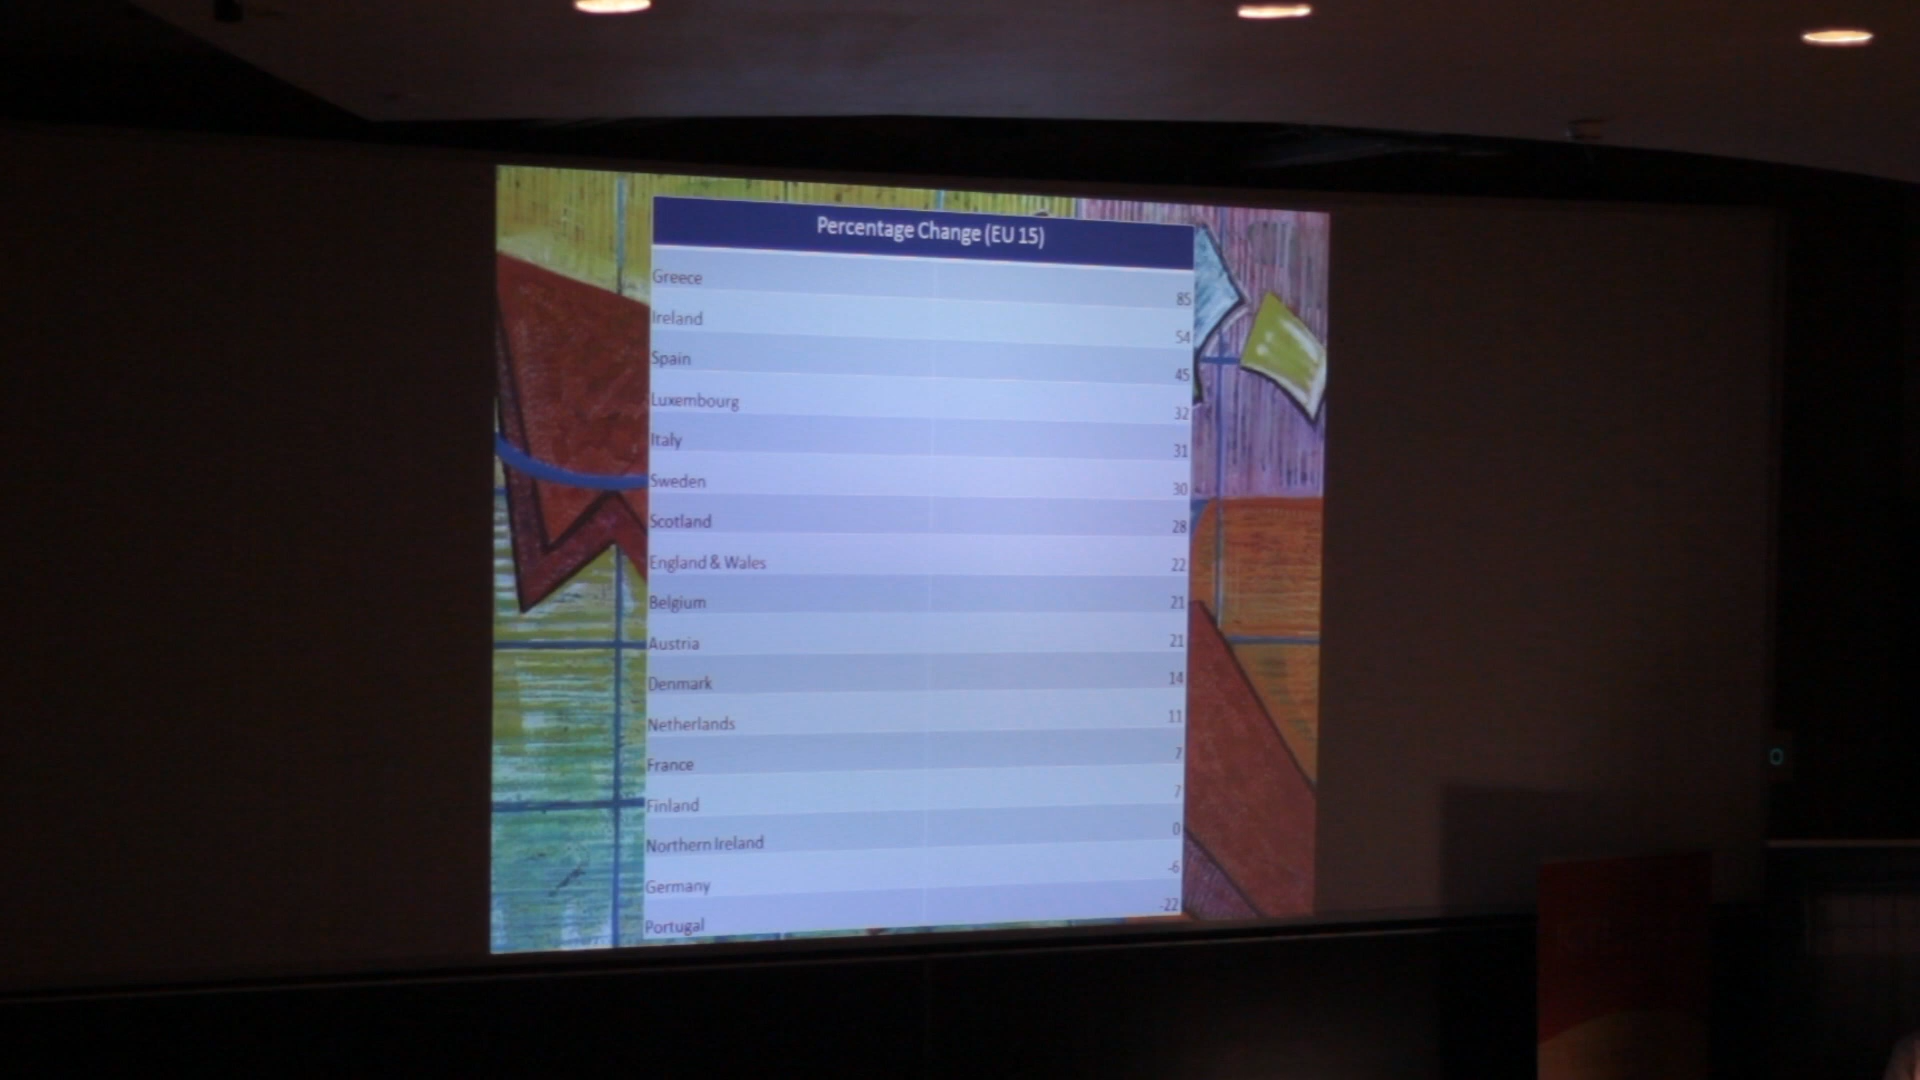 Percentage Change (EU 15)
Greece 85
Ireland 54
Spain 45
Luxembourg 32
Italy 31
Sweden 30
Scotland 28
England & Wales 22
Belgium 21
Austria 21
Denmark 14
Netherlands 11
France 7
Finland 7
Northern Ireland 0
Germany -6
Portugal -22